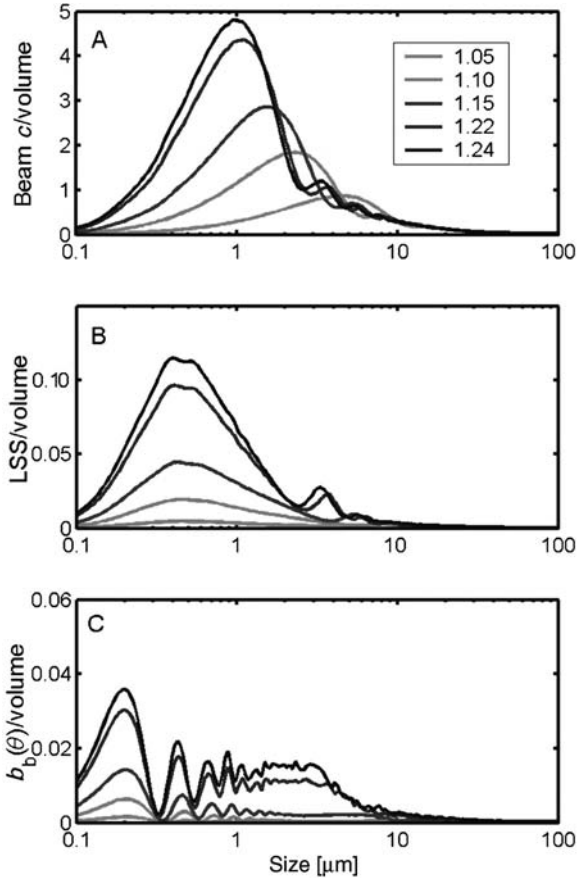 A
Beam c/volume
5
4
3
2
1
0
0.1 1 10 100
1.05
1.10
1.15
1.22
1.24
B
LSS/volume
0.10
0.05
0
0.1 1 10 100
C
b_b(θ)/volume
0.06
0.04
0.02
0
0.1 1 10 100
Size [μm]